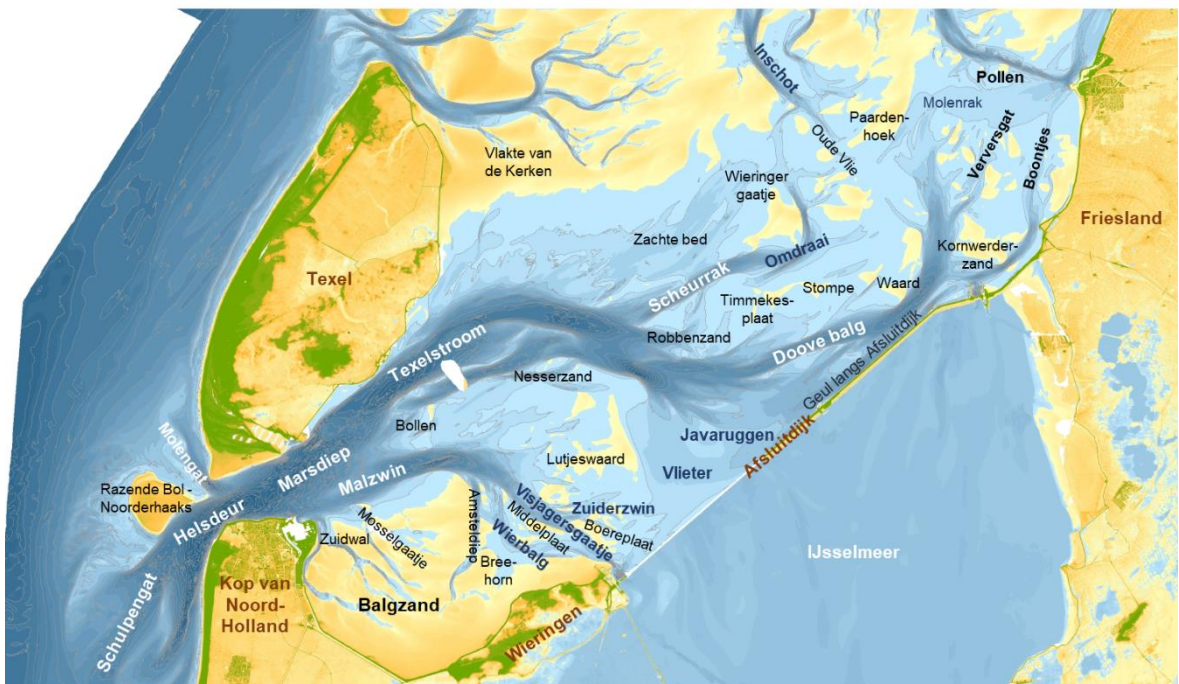 Inschot
Pollen
Molenrak
Paarden-
hoek
Oude Vlie
Ververs gat
Boontjes
Vlakte van
de Kerken
Wieringer
gaatje
Friesland
Texel
Zachte bed
Omdraai
Kornwerder-
zand
Scheurrak
Stompe
Waard
Timmekes-
plaat
Texelstroom
Robbenzand
Doove balg
Geul langs Afsluitdijk
Nesserzand
Bollen
Javaruggen
Afsluitdijk
Molengat
Marsdiep
Malzwin
Lutjeswaard
Vlieter
Razende Bol -
Noorderhaaks
Helsdeur
Amsteldiep
Visjagersgaatje
Zuiderzwin
Middelplaat
Boereplaat
Mosselgaatje
Zuidwal
Wierbalg
Bree-
horn
IJsselmeer
Schulpengat
Kop van
Noord-
Holland
Balgzand
Wieringen